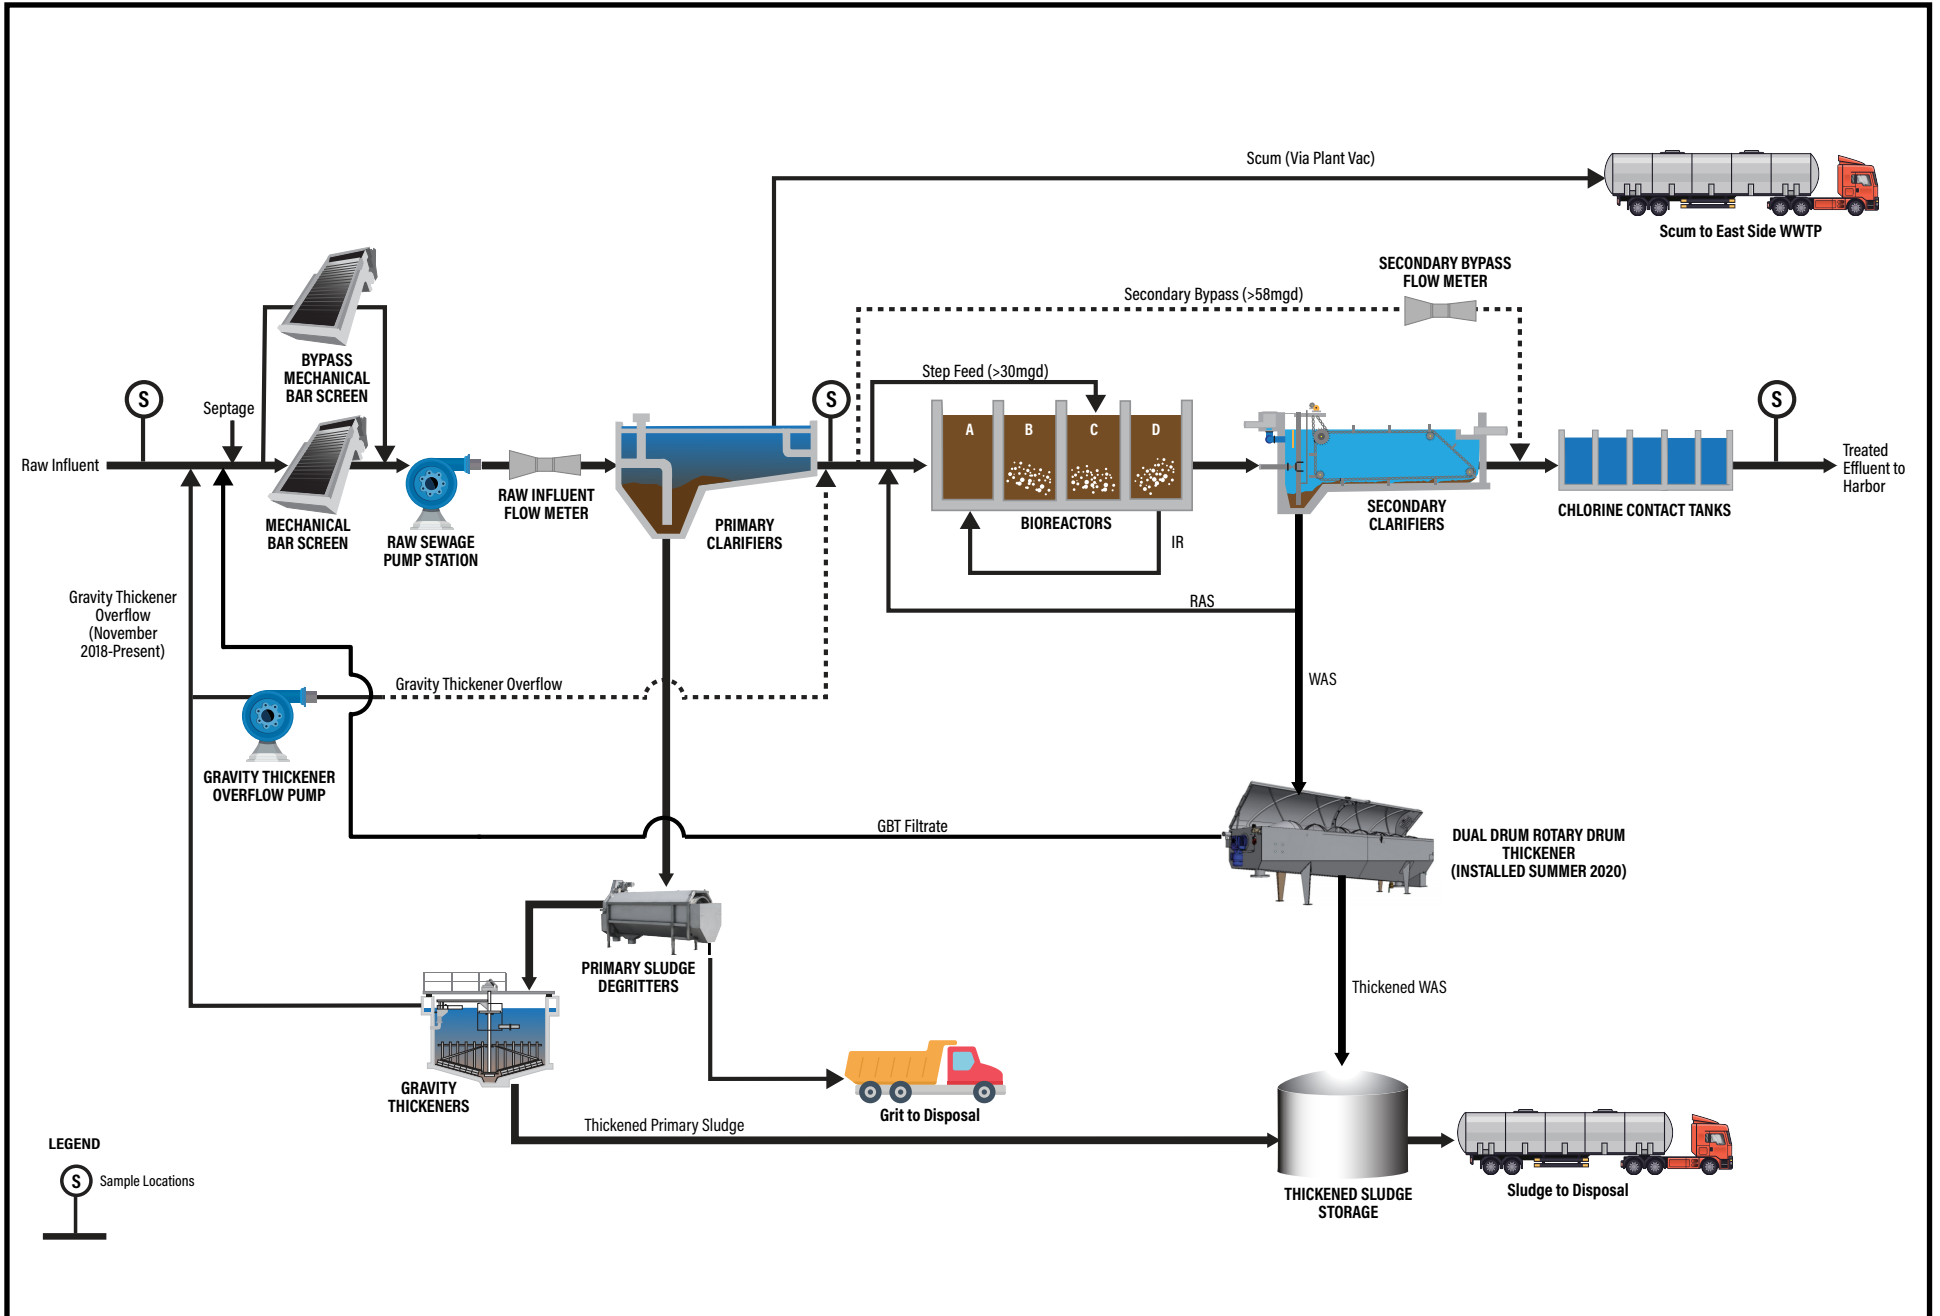 Scum (Via Plant Vac)
Scum to East Side WWTP
SECONDARY BYPASS
FLOW METER
Secondary Bypass (>58mgd)
BYPASS
MECHANICAL
BAR SCREEN
Step Feed (>30mgd)
S
Septage
S
S
A
B
C
D
Raw Influent
Treated
Effluent to
Harbor
RAW INFLUENT
FLOW METER
MECHANICAL
BAR SCREEN
RAW SEWAGE
PUMP STATION
PRIMARY
CLARIFIERS
BIOREACTORS
IR
SECONDARY
CLARIFIERS
CHLORINE CONTACT TANKS
RAS
Gravity Thickener
Overflow
(November
2018-Present)
Gravity Thickener Overflow
WAS
GRAVITY THICKENER
OVERFLOW PUMP
GBT Filtrate
DUAL DRUM ROTARY DRUM
THICKENER
(INSTALLED SUMMER 2020)
PRIMARY SLUDGE
DEGRITTERS
Thickened WAS
GRAVITY
THICKENERS
Grit to Disposal
Thickened Primary Sludge
THICKENED SLUDGE
STORAGE
Sludge to Disposal
LEGEND
S
Sample Locations